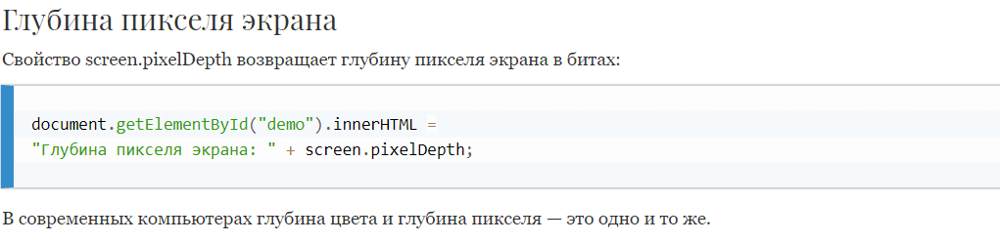 Глубина пикселя экрана
Свойство screen.pixelDepth возвращает глубину пикселя экрана в битах:
document.getElementById("demo").innerHTML =
"Глубина пикселя экрана: " + screen.pixelDepth;
В современных компьютерах глубина цвета и глубина пикселя — это одно и то же.